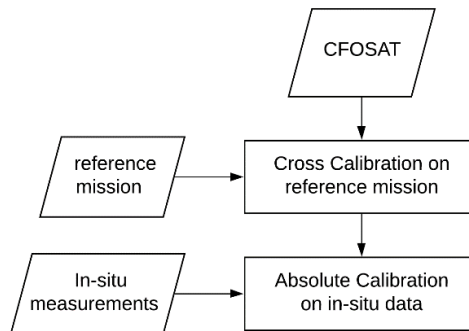 CFOSAT
reference
mission
Cross Calibration on
reference mission
In-situ
measurements
Absolute Calibration
on in-situ data